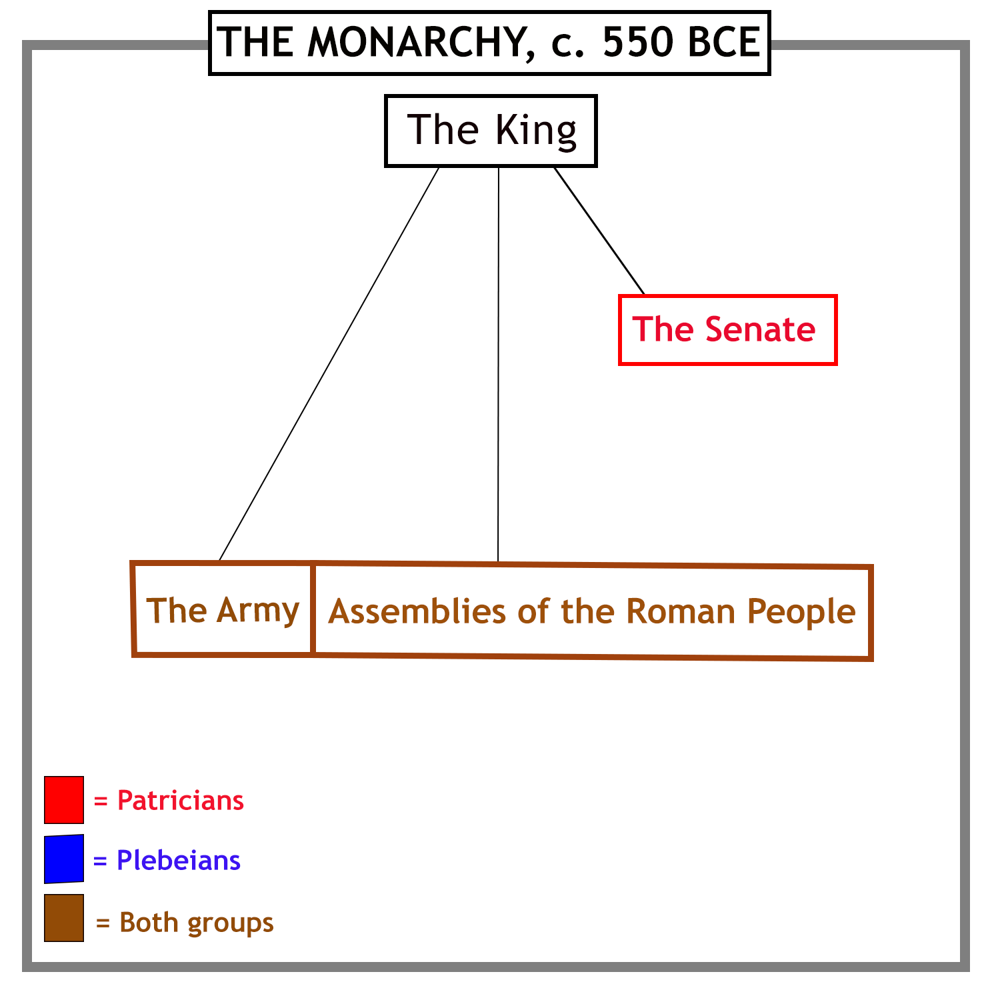 THE MONARCHY, c. 550 BCE
The King
The Senate
The Army
Assemblies of the Roman People
= Patricians
= Plebeians
= Both groups